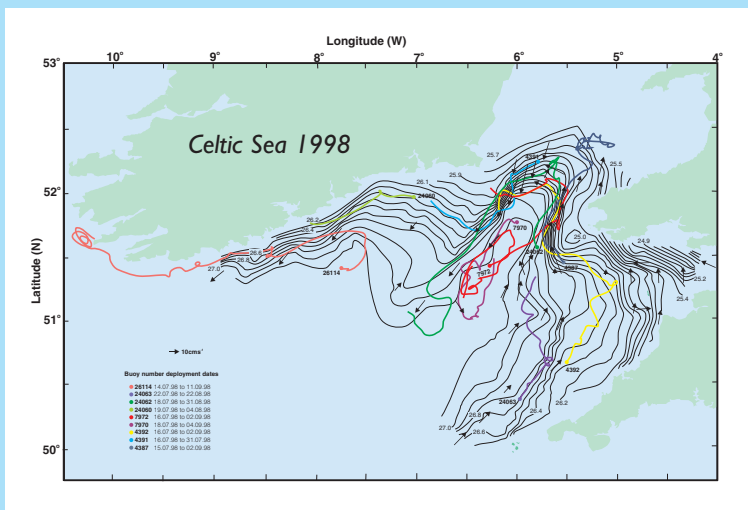 Longitude (W)
10° 9° 8° 7° 6° 5° 4°
53°
52°
51°
50°
Latitude (N)
Celtic Sea 1998
25.7
4391
25.9
26.1
24060
26.2
26.4
26.6
26.8
27.0
26114
7970
7972
24062
4387
25.5
25.0
24.9
25.2
25.4
4392
24063
26.8
26.4
26.2
27.0
26.6
10cms⁻¹
Buoy number deployment dates
26114 14.07.98 to 11.09.98
24063 22.07.98 to 22.08.98
24062 18.07.98 to 31.08.98
24060 19.07.98 to 04.08.98
7972 16.07.98 to 02.09.98
7970 18.07.98 to 04.09.98
4392 16.07.98 to 02.09.98
4391 16.07.98 to 31.07.98
4387 15.07.98 to 02.09.98